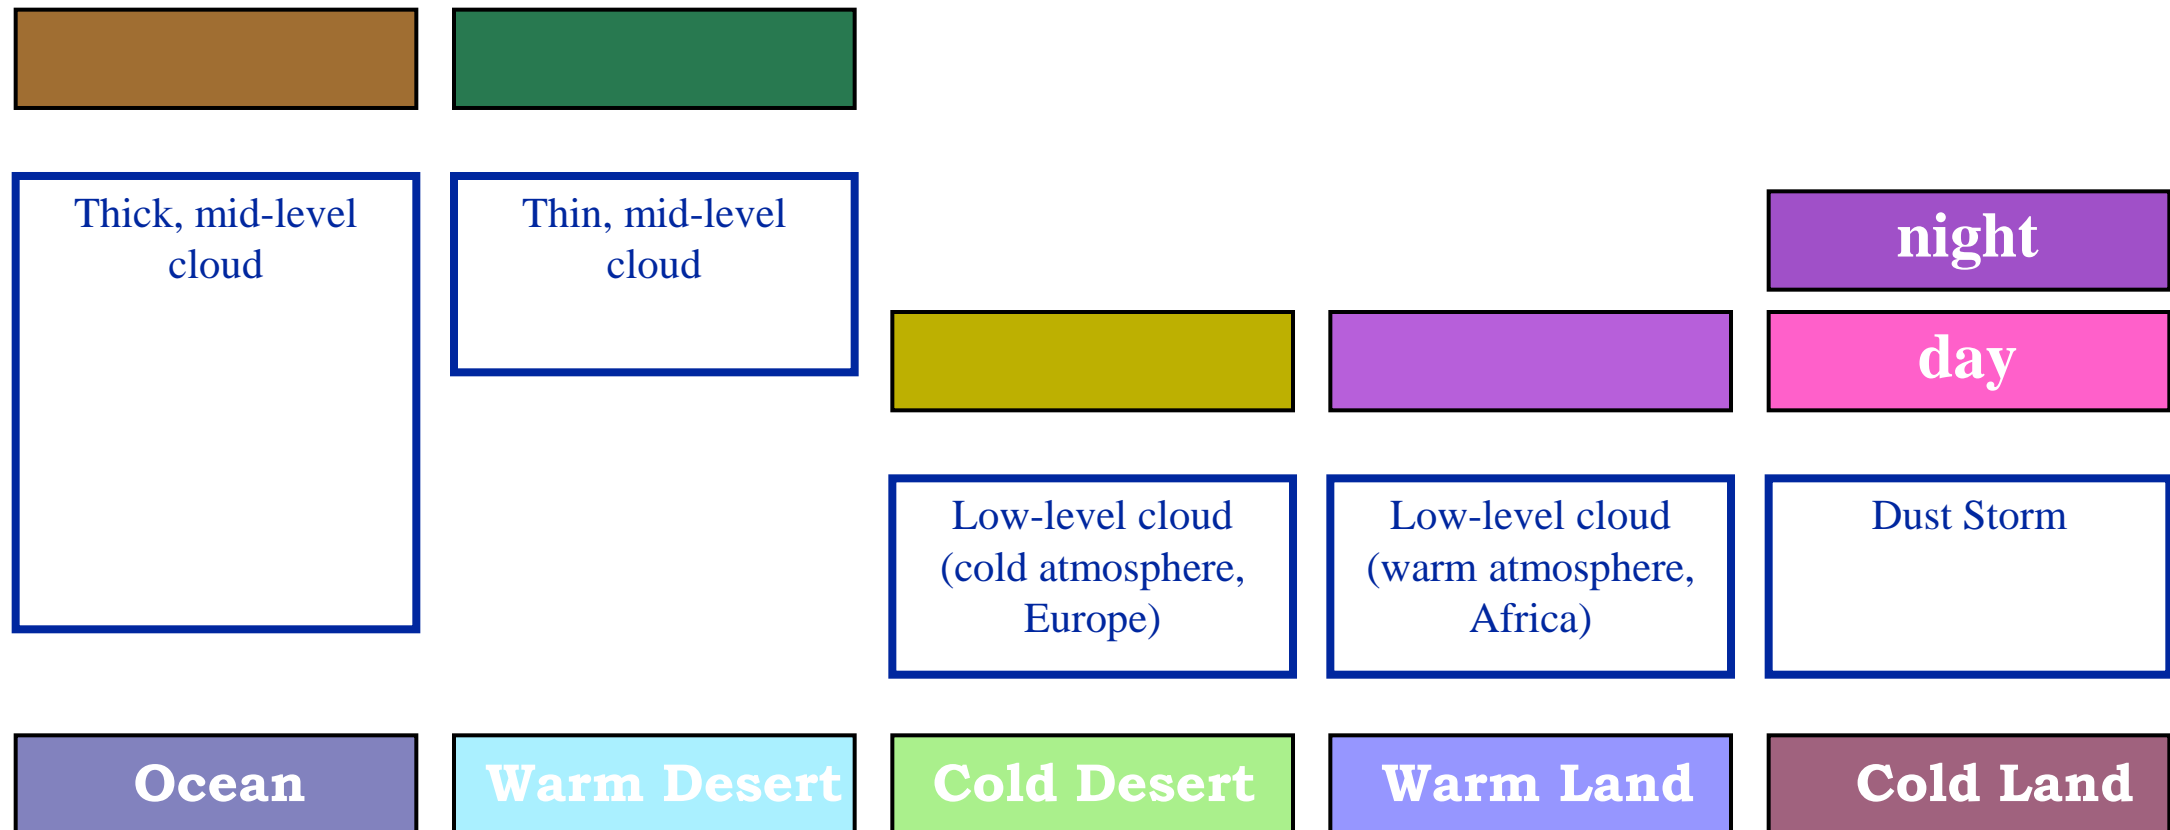 Thick, mid-level
cloud
Thin, mid-level
cloud
night
day
Low-level cloud
(cold atmosphere,
Europe)
Low-level cloud
(warm atmosphere,
Africa)
Dust Storm
Ocean
Warm Desert
Cold Desert
Warm Land
Cold Land